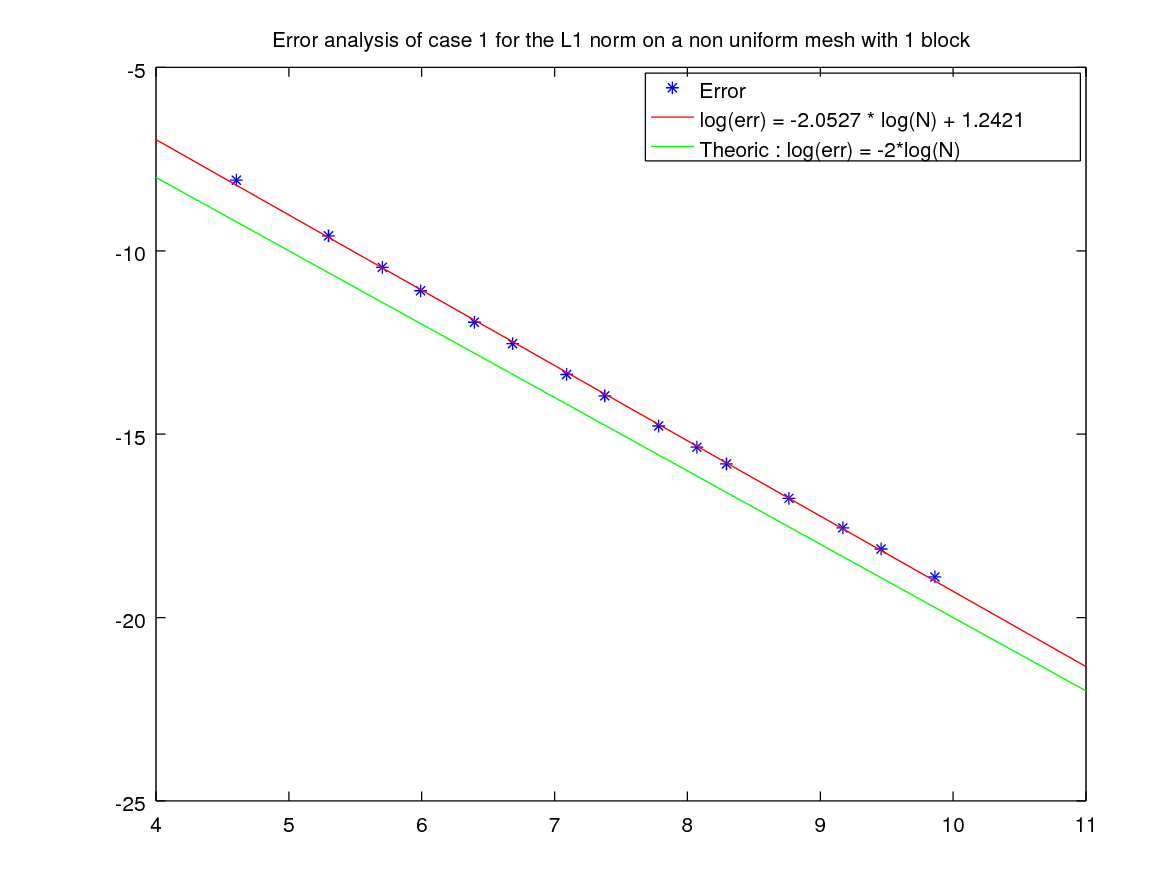 Error analysis of case 1 for the L1 norm on a non uniform mesh with 1 block
Error
log(err) = -2.0527 * log(N) + 1.2421
Theoric : log(err) = -2*log(N)
-5
-10
-15
-20
-25
4 5 6 7 8 9 10 11